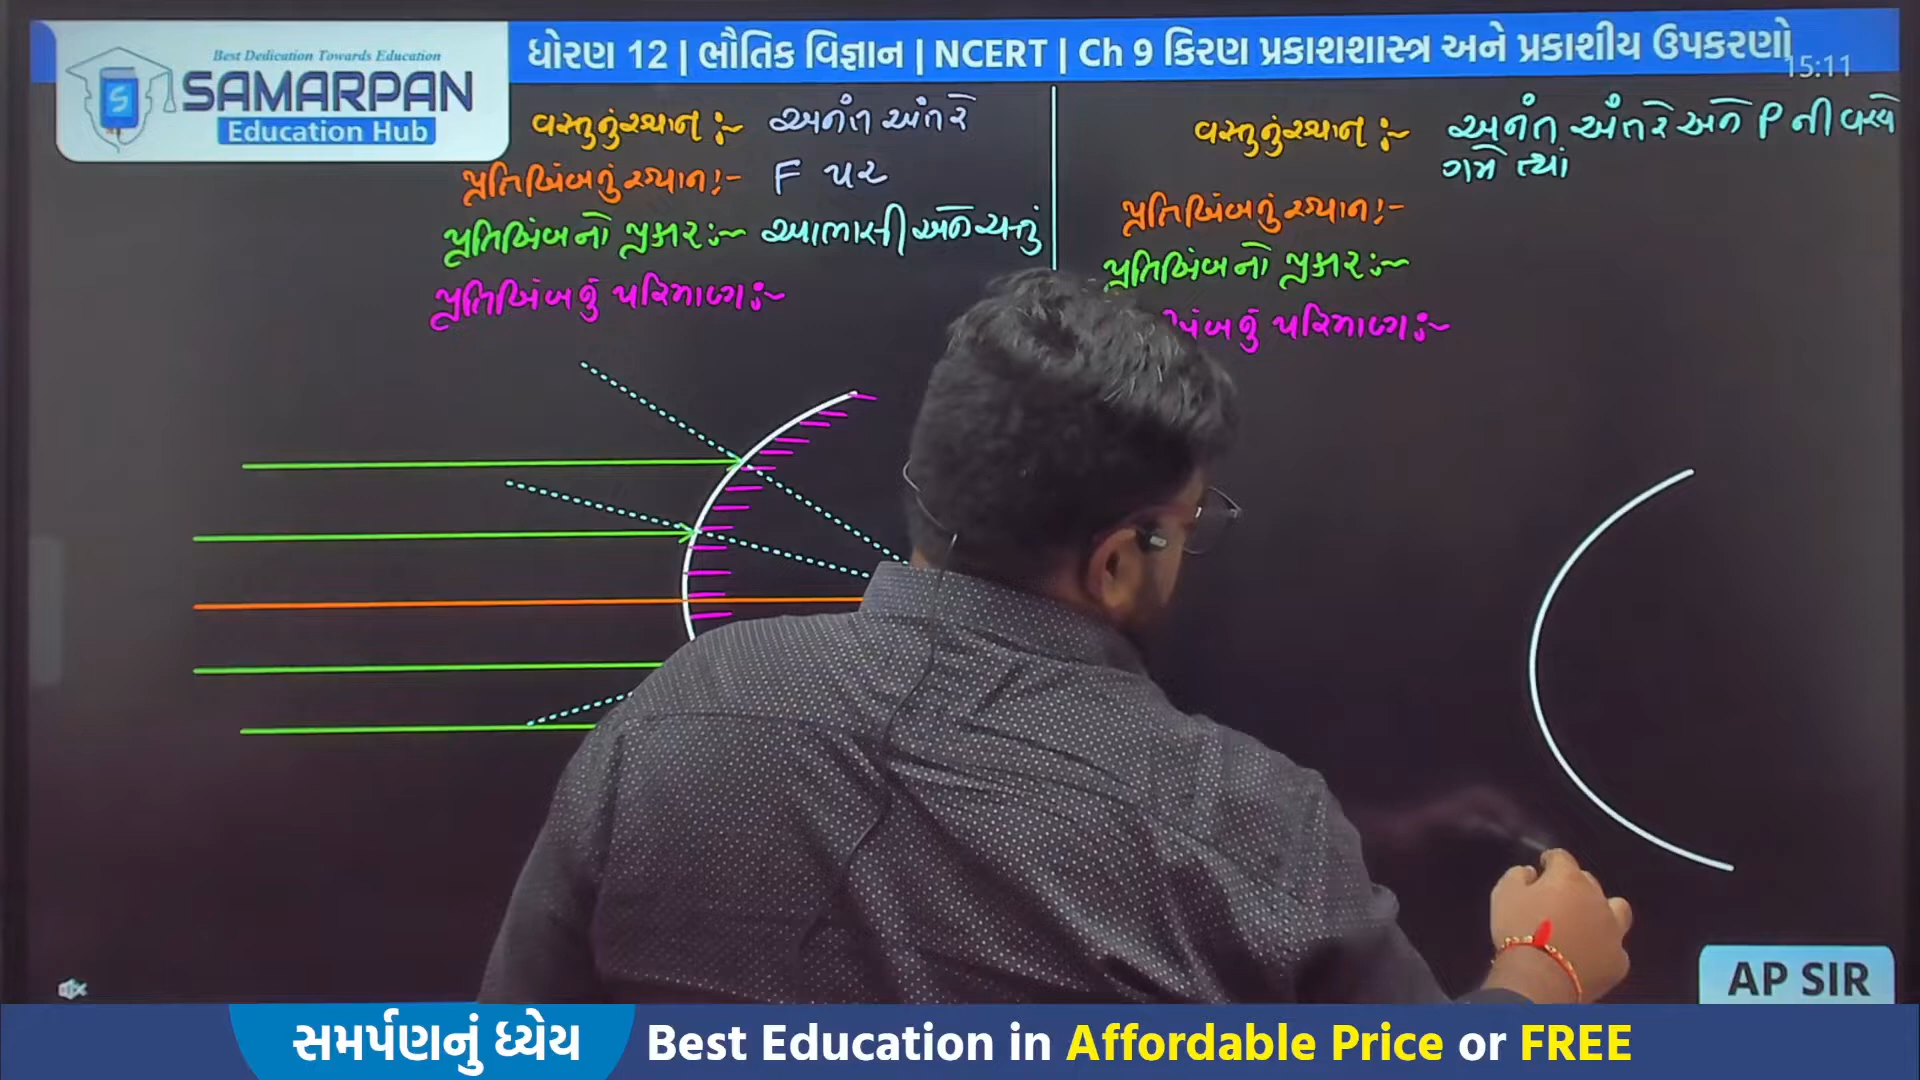 Best Dedication Towards Education
SAMARPAN
Education Hub
ધોરણ 12 | ભૌતિક વિજ્ઞાન | NCERT | Ch 9 કિરણ પ્રકાશશાસ્ત્ર અને પ્રકાશીય ઉપકરણો
15:11
વસ્તુનું સ્થાન :- અનંત અંતરે
પ્રતિબિંબનું સ્થાન :- F પર
પ્રતિબિંબનો પ્રકાર :- આભાસી અને ચત્તું
પ્રતિબિંબનું પરિમાણ :-
વસ્તુનું સ્થાન :- અનંત અંતરે અને P ની વચ્ચે
ગમે ત્યાં
પ્રતિબિંબનું સ્થાન :-
પ્રતિબિંબનો પ્રકાર :-
પરિમાણ :-
AP SIR
સમર્પણનું ધ્યેય
Best Education in Affordable Price or FREE